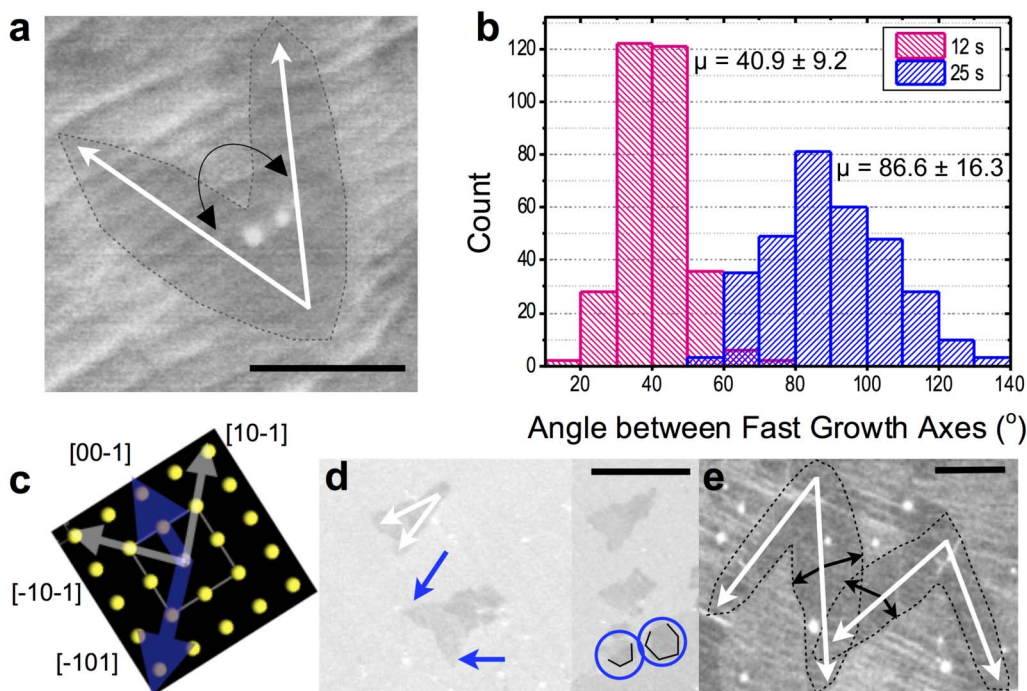 a
b
120
100
80
60
40
20
0
Count
μ = 40.9 ± 9.2
μ = 86.6 ± 16.3
12 s
25 s
20 40 60 80 100 120 140
Angle between Fast Growth Axes (º)
c
[00-1]
[10-1]
[-10-1]
[-101]
d
e